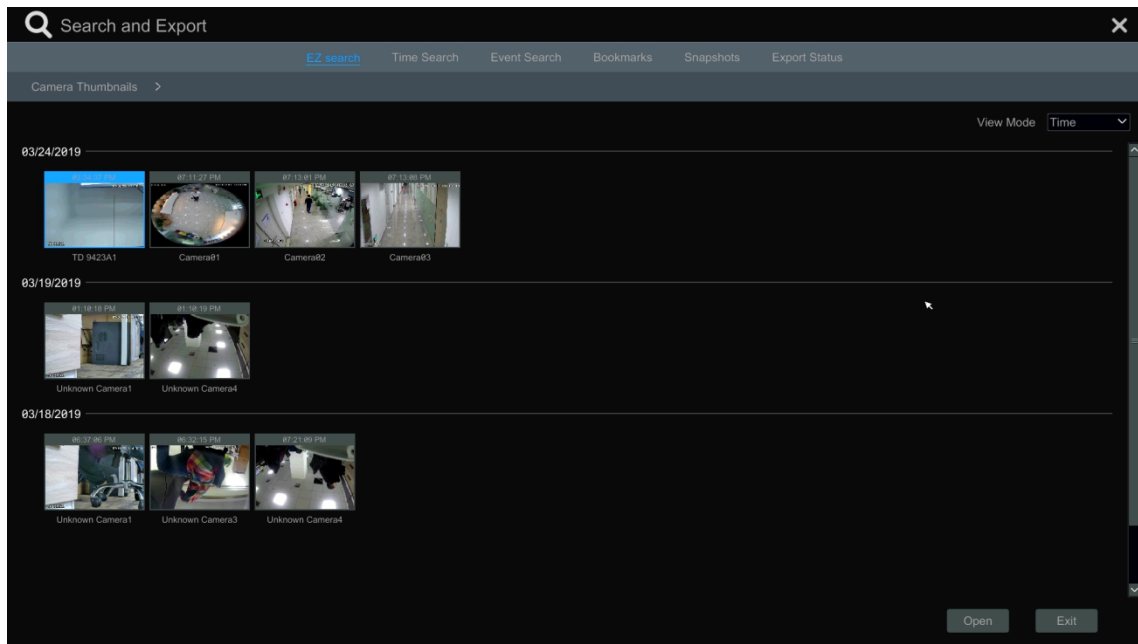 Search and Export
EZ search Time Search Event Search Bookmarks Snapshots Export Status
Camera Thumbnails >
View Mode Time
03/24/2019
07:11:27 PM 07:13:01 PM 07:13:08 PM
TD 9423A1 Camera01 Camera02 Camera03
03/19/2019
01:10:18 PM 01:10:19 PM
Unknown Camera1 Unknown Camera4
03/18/2019
06:37:06 PM 06:32:15 PM 07:21:09 PM
Unknown Camera1 Unknown Camera3 Unknown Camera4
Open Exit